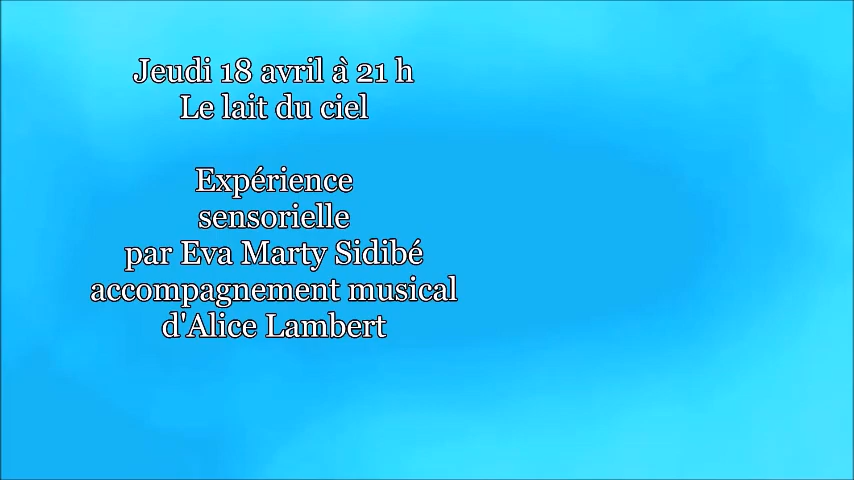 Jeudi 18 avril à 21 h
Le lait du ciel
Expérience
sensorielle
par Eva Marty Sidibé
accompagnement musical
d'Alice Lambert